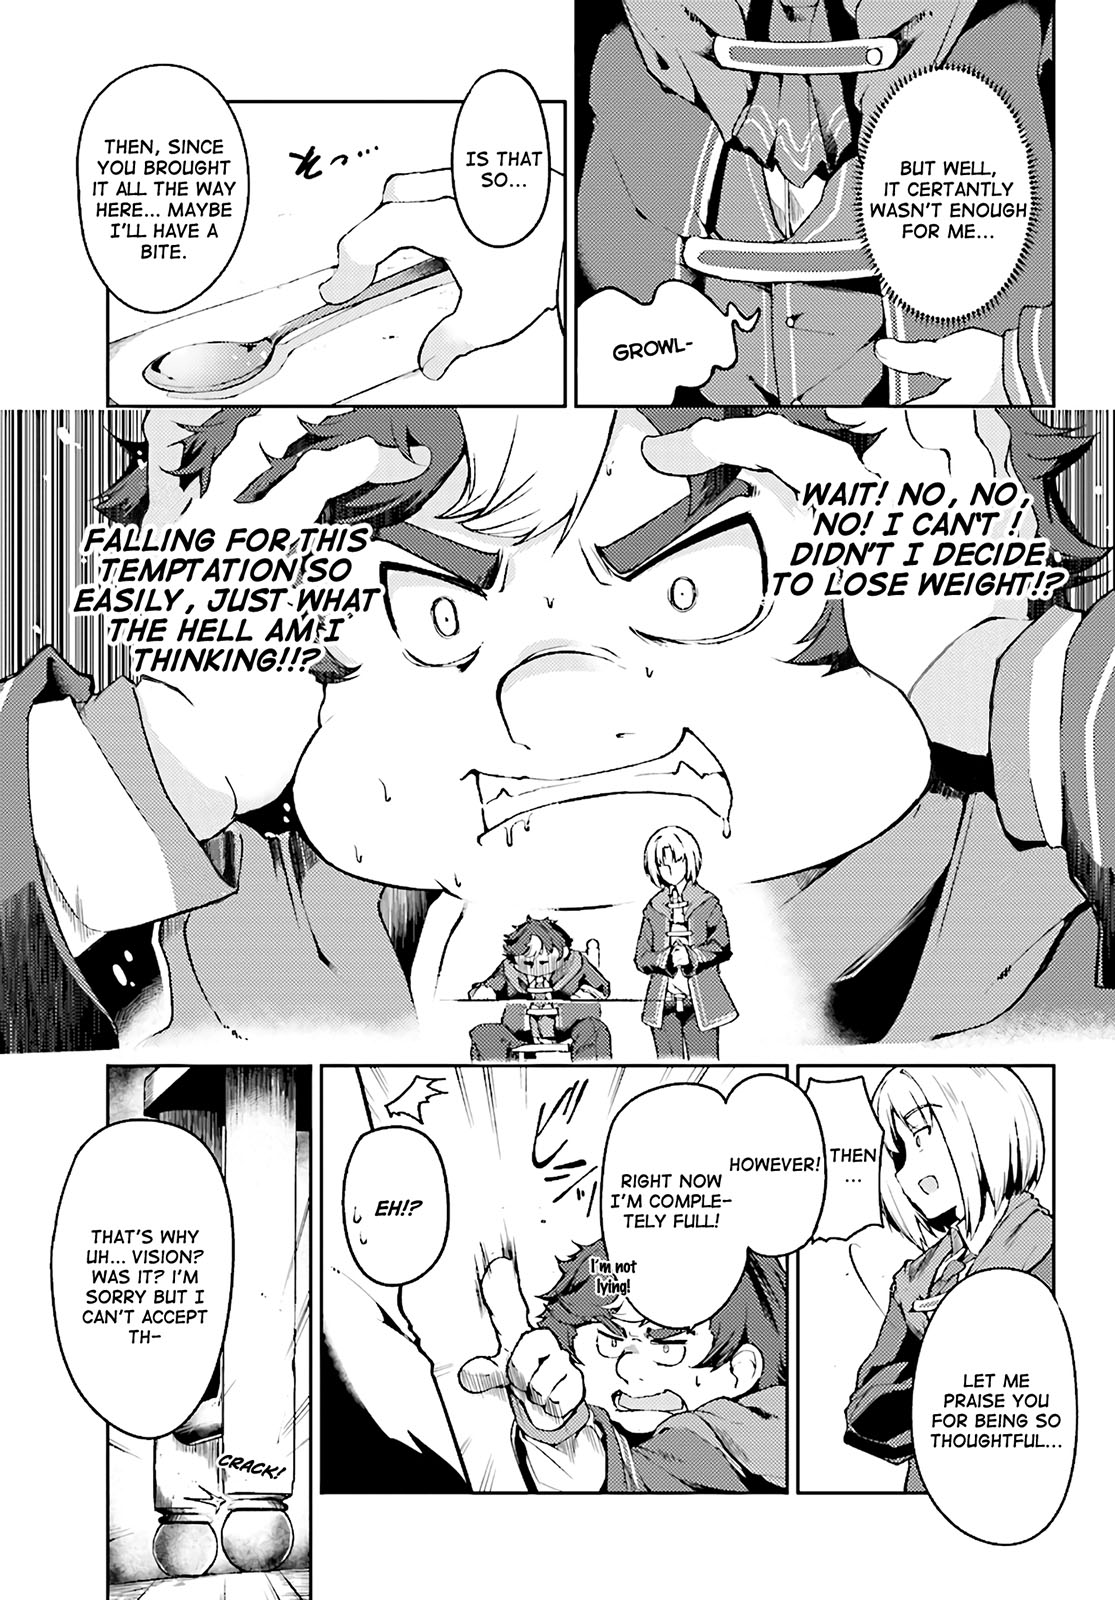 BUT WELL,
IT CERTANTLY
WASN'T ENOUGH
FOR ME...
GROWL-
IS THAT
SO...
そっ…
THEN, SINCE
YOU BROUGHT
IT ALL THE WAY
HERE... MAYBE
I'LL HAVE A
BITE.
WAIT! NO, NO,
NO! I CAN'T!
DIDN'T I DECIDE
TO LOSE WEIGHT!?
FALLING FOR THIS
TEMPTATION SO
EASILY, JUST WHAT
THE HELL AM I
THINKING!!?
THEN
...
LET ME
PRAISE YOU
FOR BEING SO
THOUGHTFUL...
HOWEVER!
RIGHT NOW
I'M COMPLE-
TELY FULL!
I'm not
lying!
EH!?
THAT'S WHY
UH... VISION?
WAS IT? I'M
SORRY BUT I
CAN'T ACCEPT
TH-
CRACK!